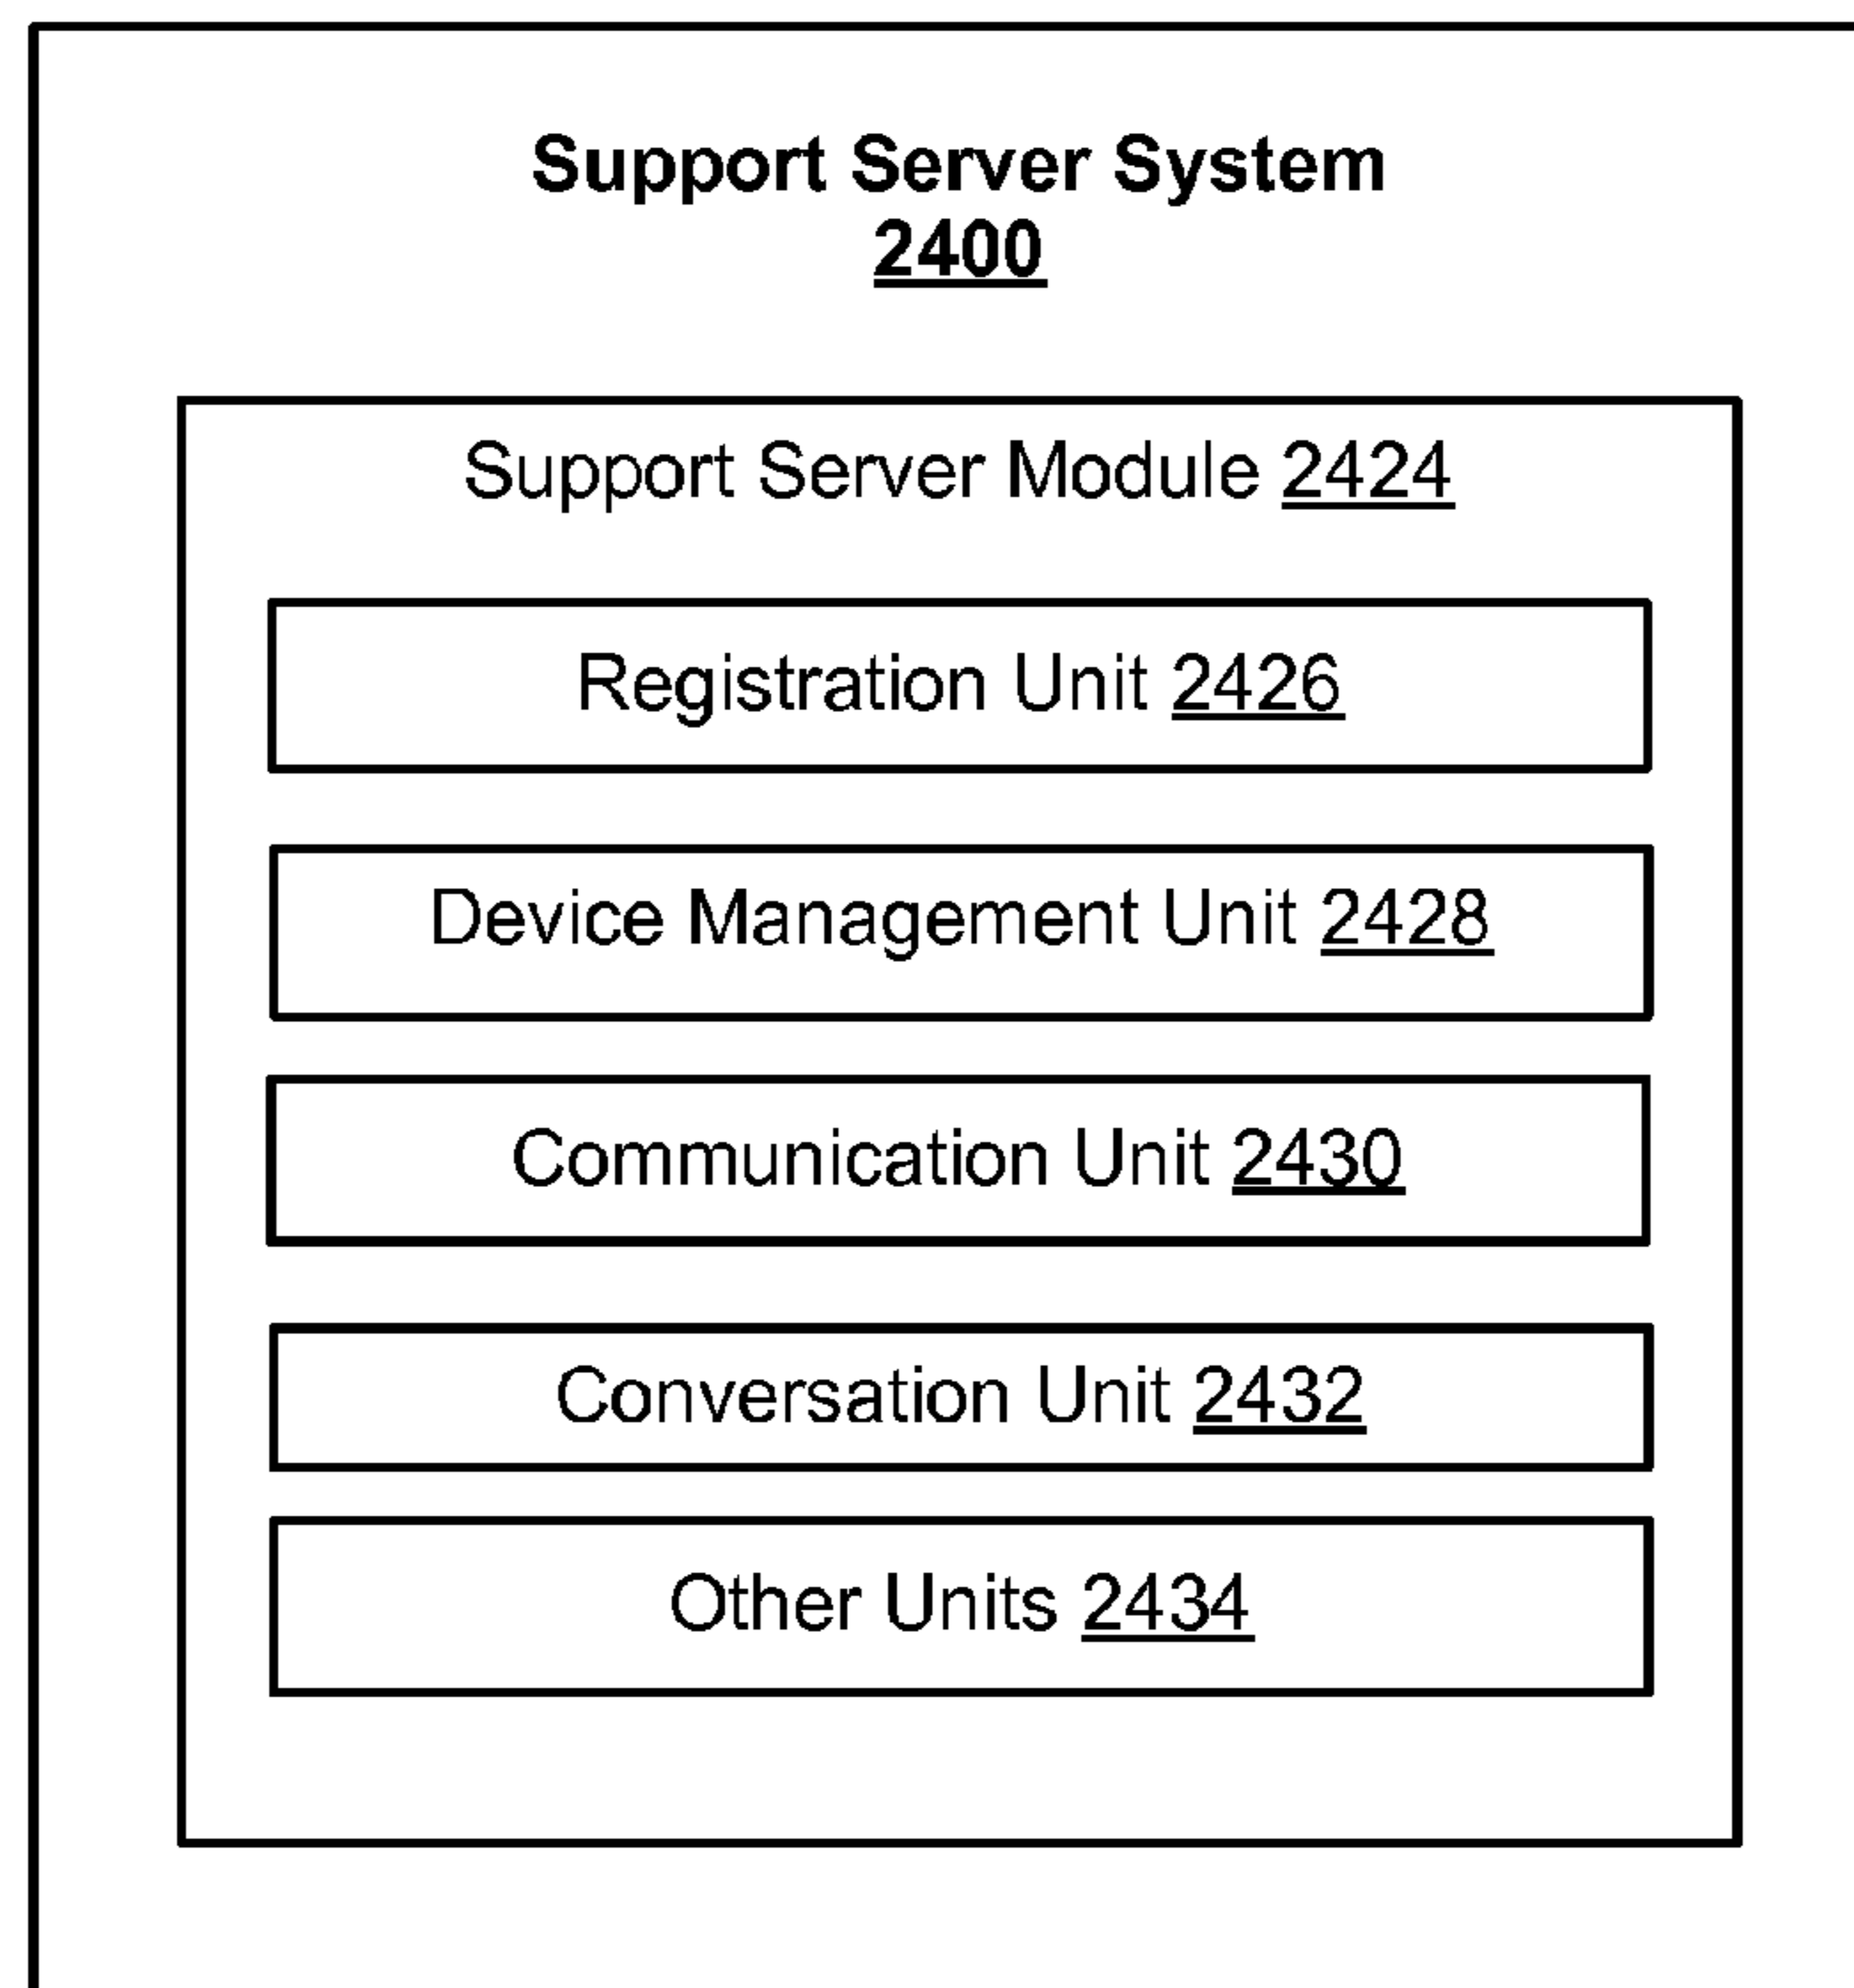 Support Server System
2400
Support Server Module 2424
Registration Unit 2426
Device Management Unit 2428
Communication Unit 2430
Conversation Unit 2432
Other Units 2434